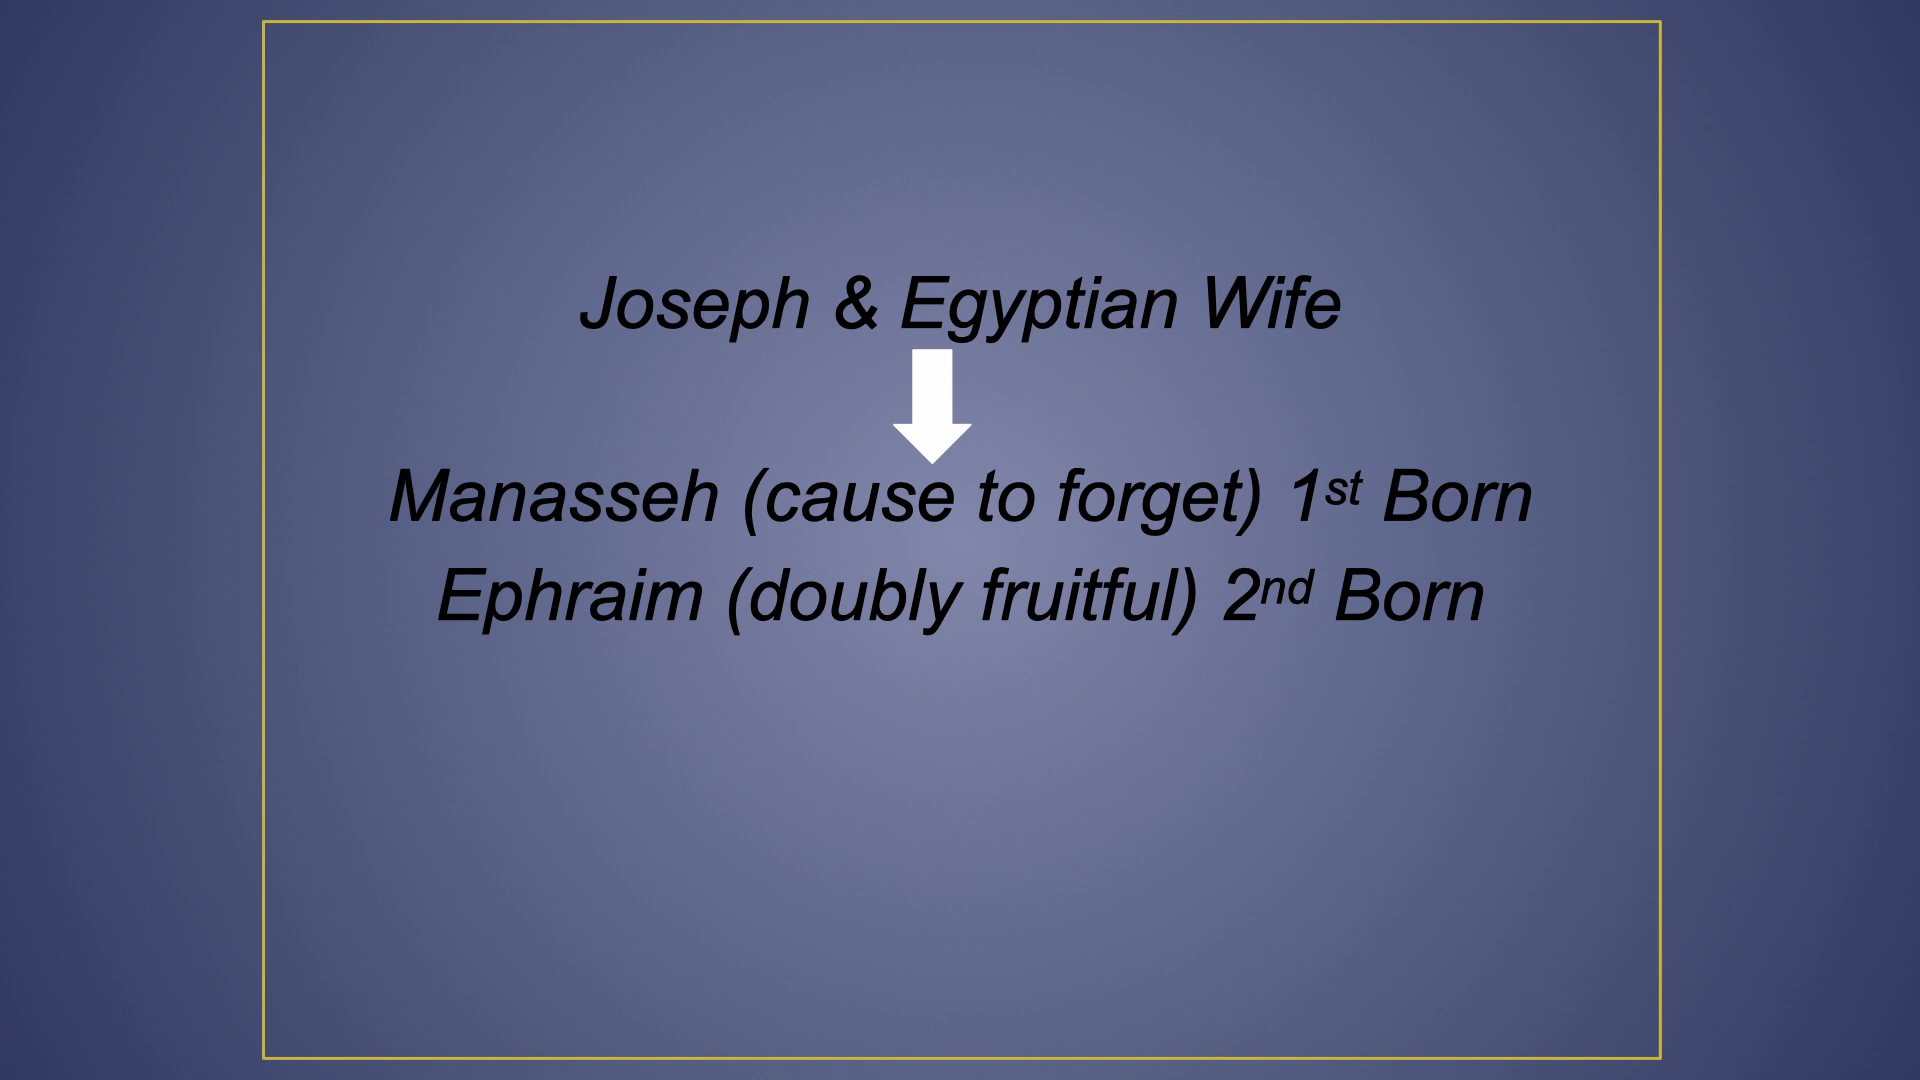 Joseph & Egyptian Wife
Manasseh (cause to forget) 1st Born
Ephraim (doubly fruitful) 2nd Born